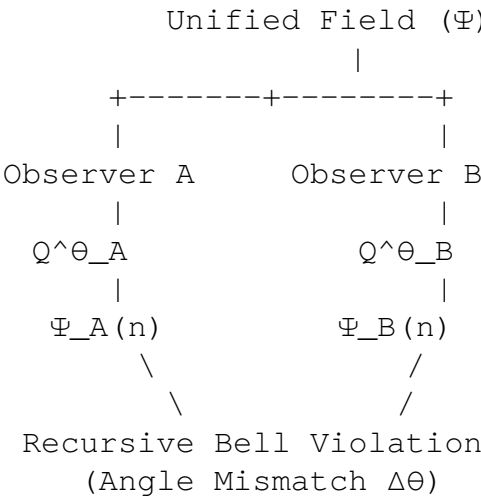 Unified Field (Ψ)
|
+-------+--------+
| |
Observer A Observer B
| |
Q^θ_A Q^θ_B
| |
Ψ_A(n) Ψ_B(n)
\ /
\ /
Recursive Bell Violation
(Angle Mismatch Δθ)